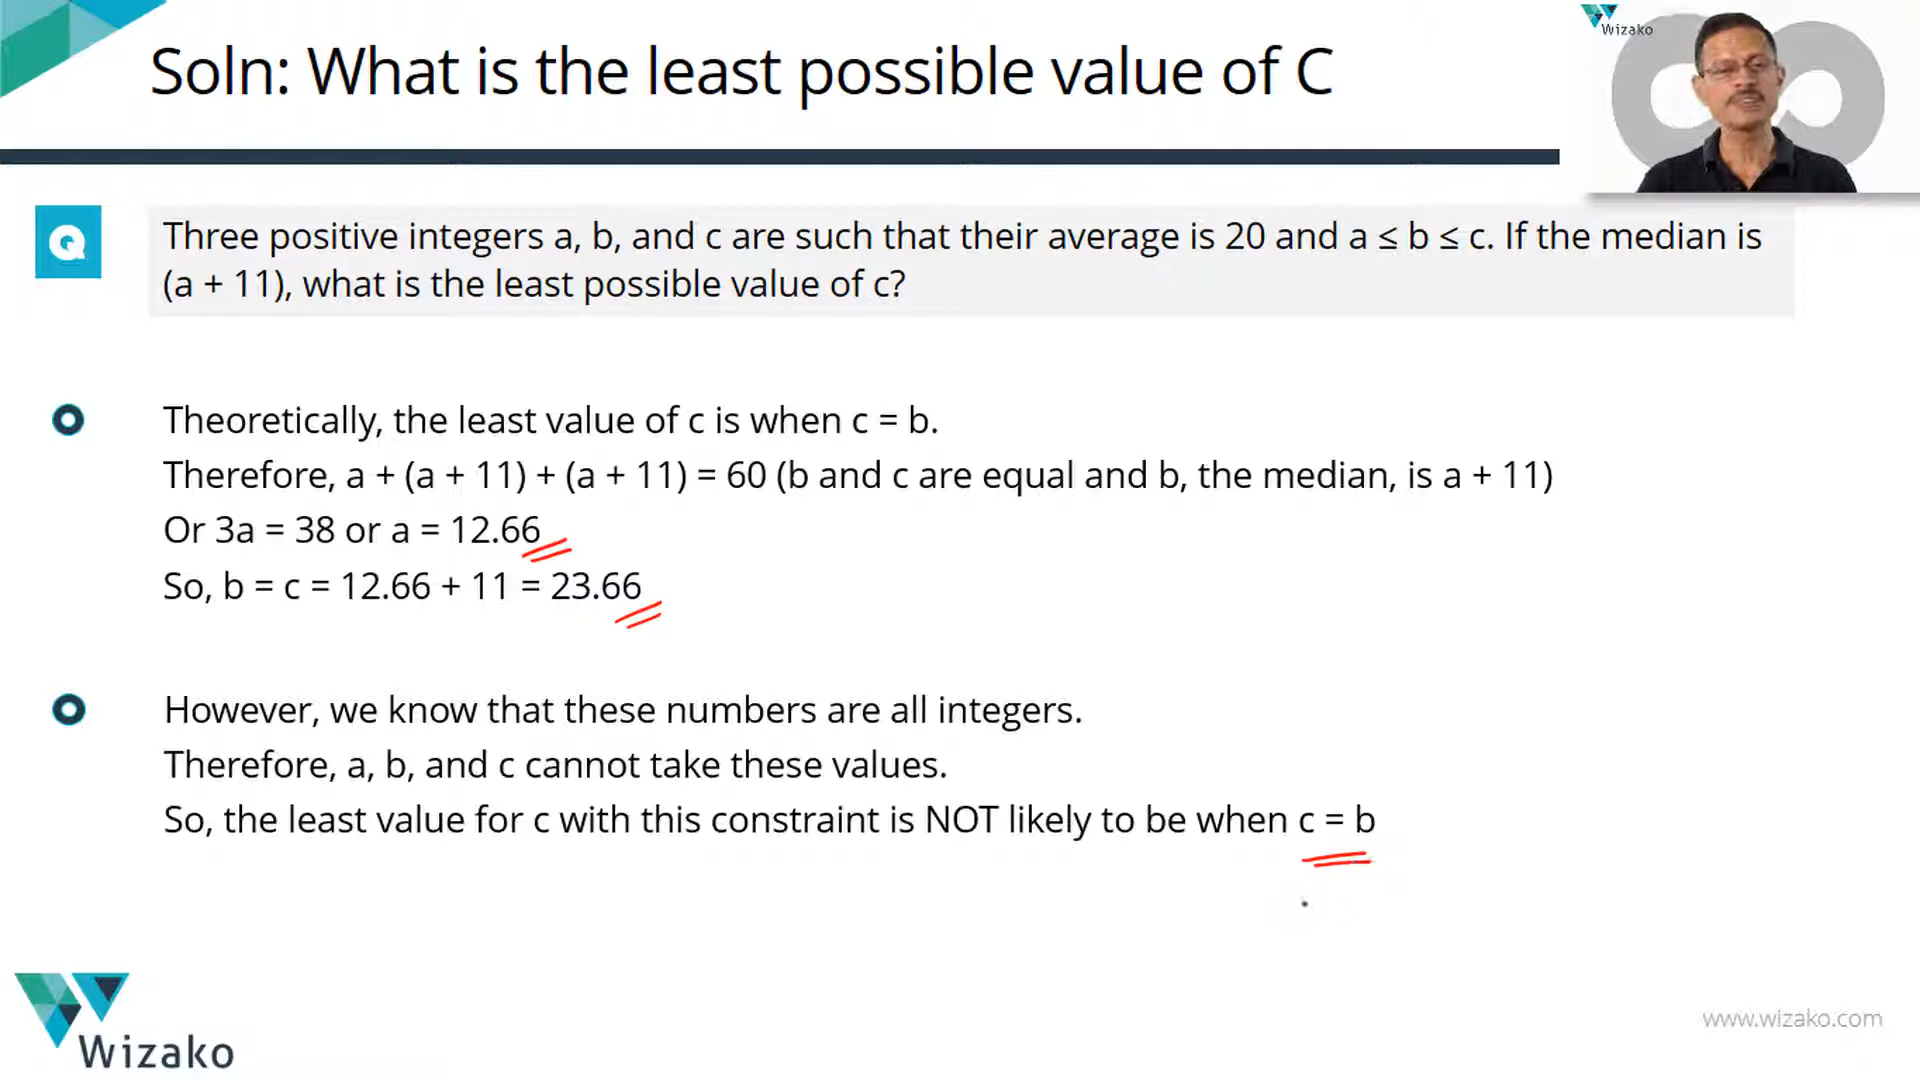 Soln: What is the least possible value of C
Wizako
Q
Three positive integers a, b, and c are such that their average is 20 and a ≤ b ≤ c. If the median is
(a + 11), what is the least possible value of c?
Theoretically, the least value of c is when c = b.
Therefore, a + (a + 11) + (a + 11) = 60 (b and c are equal and b, the median, is a + 11)
Or 3a = 38 or a = 12.66
So, b = c = 12.66 + 11 = 23.66
However, we know that these numbers are all integers.
Therefore, a, b, and c cannot take these values.
So, the least value for c with this constraint is NOT likely to be when c = b
Wizako
www.wizako.com